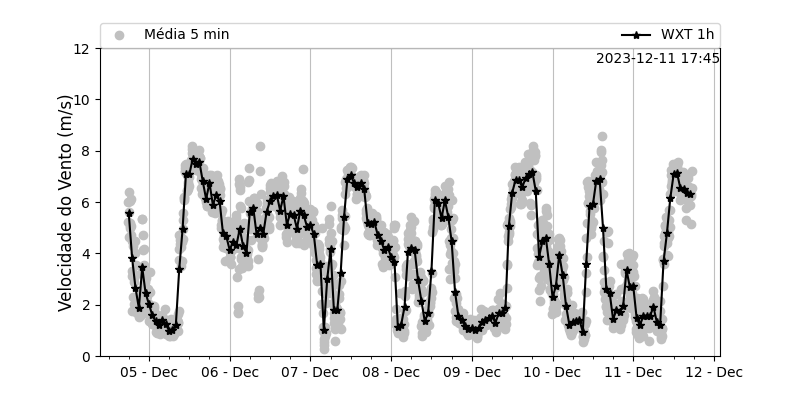 Média 5 min
WXT 1h
2023-12-11 17:45
Velocidade do Vento (m/s)
12
10
8
6
4
2
0
05 - Dec
06 - Dec
07 - Dec
08 - Dec
09 - Dec
10 - Dec
11 - Dec
12 - Dec